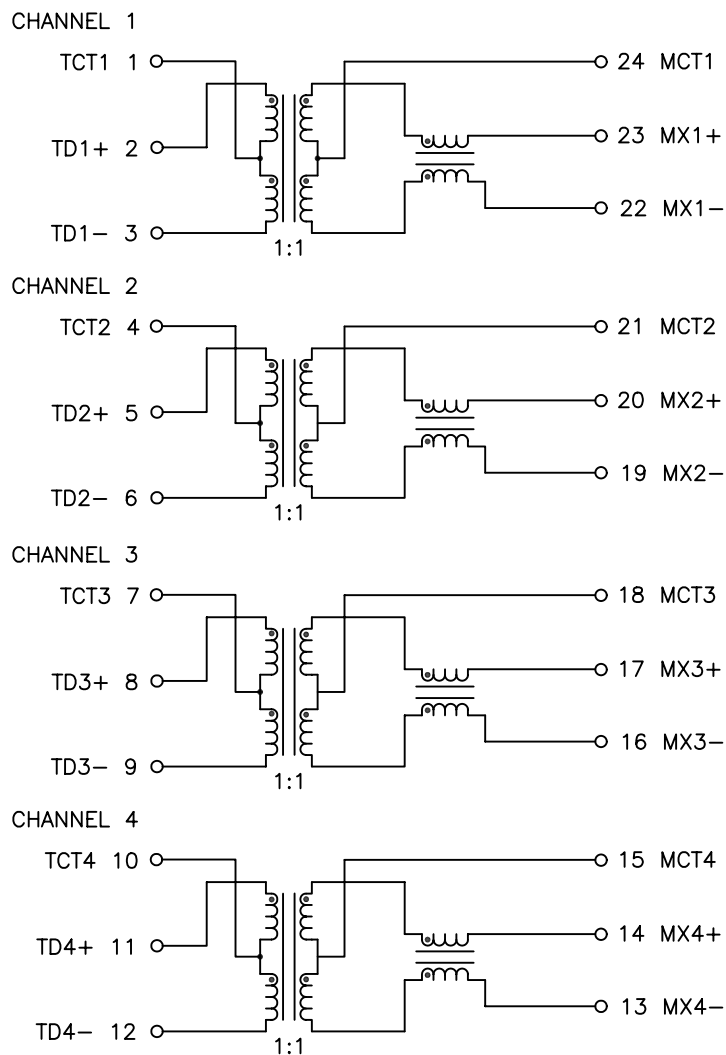 CHANNEL 1
TCT1 1 24 MCT1
TD1+ 2 23 MX1+
22 MX1−
TD1− 3
1:1
CHANNEL 2
TCT2 4 21 MCT2
TD2+ 5 20 MX2+
19 MX2−
TD2− 6
1:1
CHANNEL 3
TCT3 7 18 MCT3
TD3+ 8 17 MX3+
16 MX3−
TD3− 9
1:1
CHANNEL 4
TCT4 10 15 MCT4
TD4+ 11 14 MX4+
13 MX4−
TD4− 12
1:1